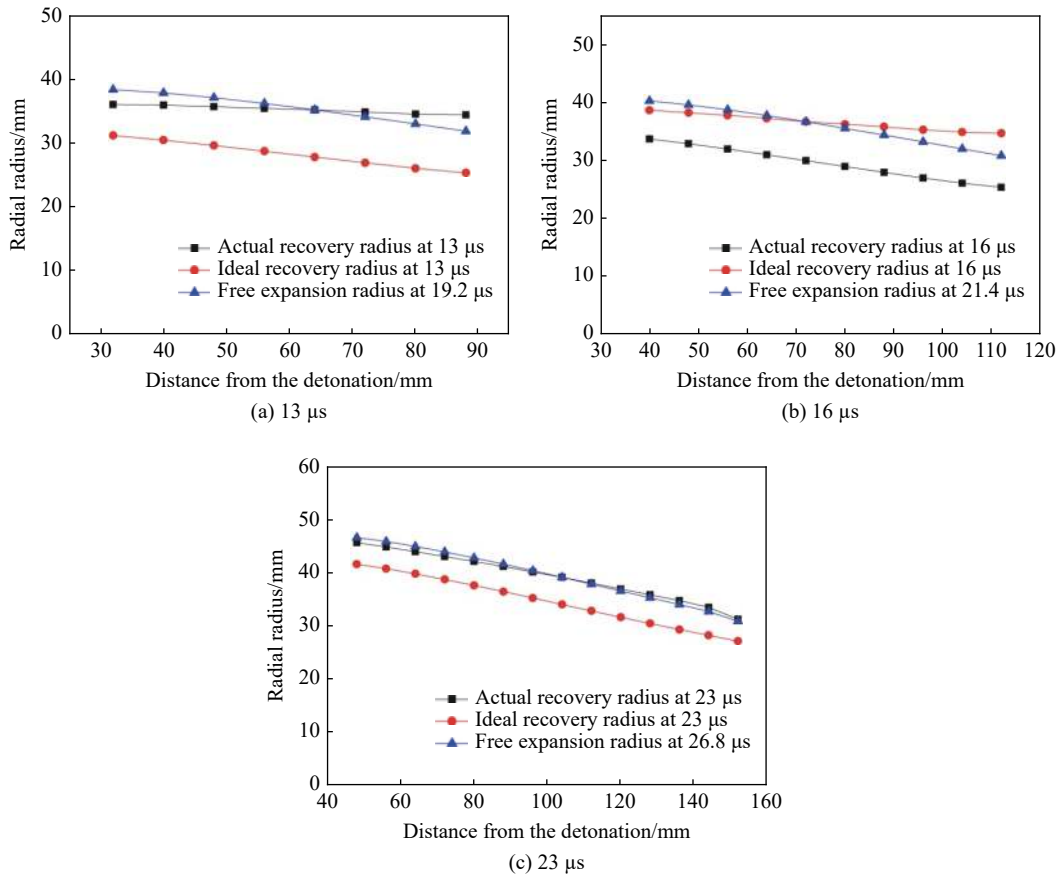 50
40
30
20
10
0
Radial radius/mm
Actual recovery radius at 13 μs
Ideal recovery radius at 13 μs
Free expansion radius at 19.2 μs
30 40 50 60 70 80 90
Distance from the detonation/mm
(a) 13 μs
50
40
30
20
10
0
Radial radius/mm
Actual recovery radius at 16 μs
Ideal recovery radius at 16 μs
Free expansion radius at 21.4 μs
30 40 50 60 70 80 90 100 110 120
Distance from the detonation/mm
(b) 16 μs
60
50
40
30
20
10
0
Radial radius/mm
Actual recovery radius at 23 μs
Ideal recovery radius at 23 μs
Free expansion radius at 26.8 μs
40 60 80 100 120 140 160
Distance from the detonation/mm
(c) 23 μs